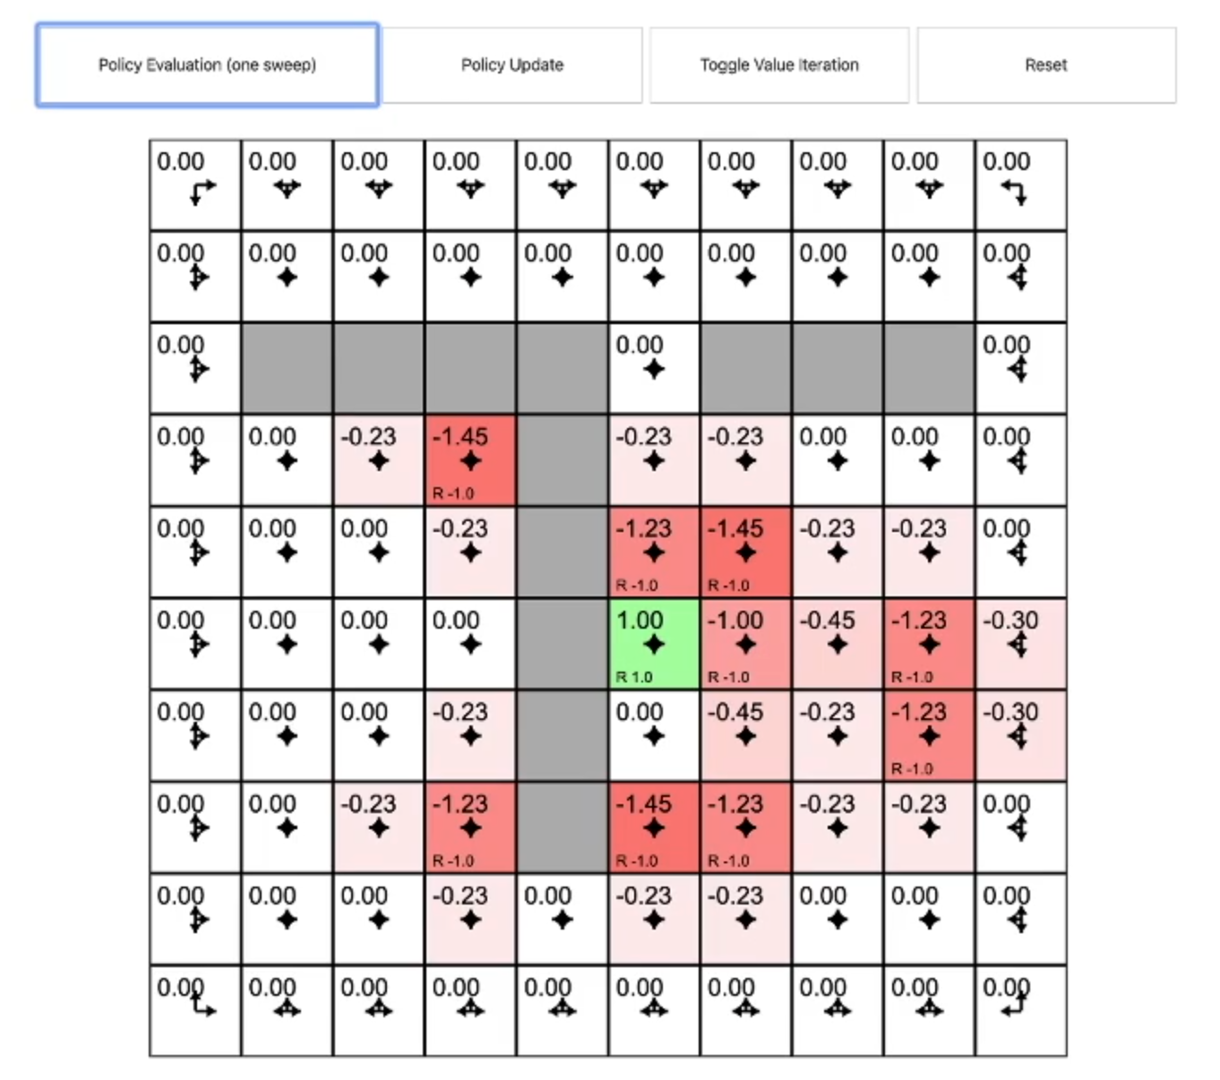 Policy Evaluation (one sweep) Policy Update Toggle Value Iteration Reset
0.00 0.00 0.00 0.00 0.00 0.00 0.00 0.00 0.00 0.00
0.00 0.00 0.00 0.00 0.00 0.00 0.00 0.00 0.00 0.00
0.00 0.00 0.00
0.00 0.00 -0.23 -1.45 -0.23 -0.23 0.00 0.00 0.00
R -1.0
0.00 0.00 0.00 -0.23 -1.23 -1.45 -0.23 -0.23 0.00
R -1.0 R -1.0
0.00 0.00 0.00 0.00 1.00 -1.00 -0.45 -1.23 -0.30
R 1.0 R -1.0 R -1.0
0.00 0.00 0.00 -0.23 0.00 -0.45 -0.23 -1.23 -0.30
R -1.0
0.00 0.00 -0.23 -1.23 -1.45 -1.23 -0.23 -0.23 0.00
R -1.0 R -1.0 R -1.0
0.00 0.00 0.00 -0.23 0.00 -0.23 -0.23 0.00 0.00 0.00
0.00 0.00 0.00 0.00 0.00 0.00 0.00 0.00 0.00 0.00